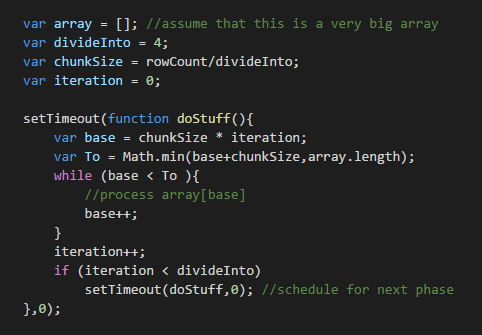 var array = []; //assume that this is a very big array
var divideInto = 4;
var chunkSize = rowCount/divideInto;
var iteration = 0;

setTimeout(function doStuff(){
    var base = chunkSize * iteration;
    var To = Math.min(base+chunkSize,array.length);
    while (base < To ){
        //process array[base]
        base++;
    }
    iteration++;
    if (iteration < divideInto)
        setTimeout(doStuff,0); //schedule for next phase
},0);